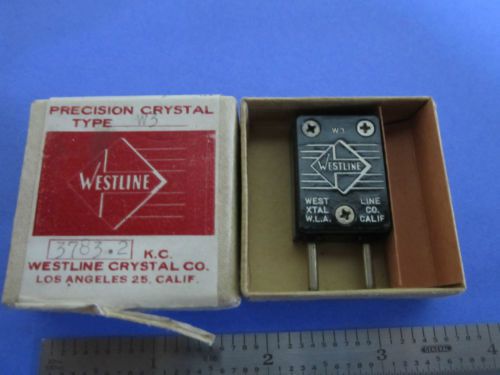 PRECISION CRYSTAL
TYPE W3
WESTLINE
3783.2 K.C.
WESTLINE CRYSTAL CO.
LOS ANGELES 25, CALIF.
W3
WESTLINE
WEST LINE
XTAL CO.
W.L.A. CALIF
2 3 4